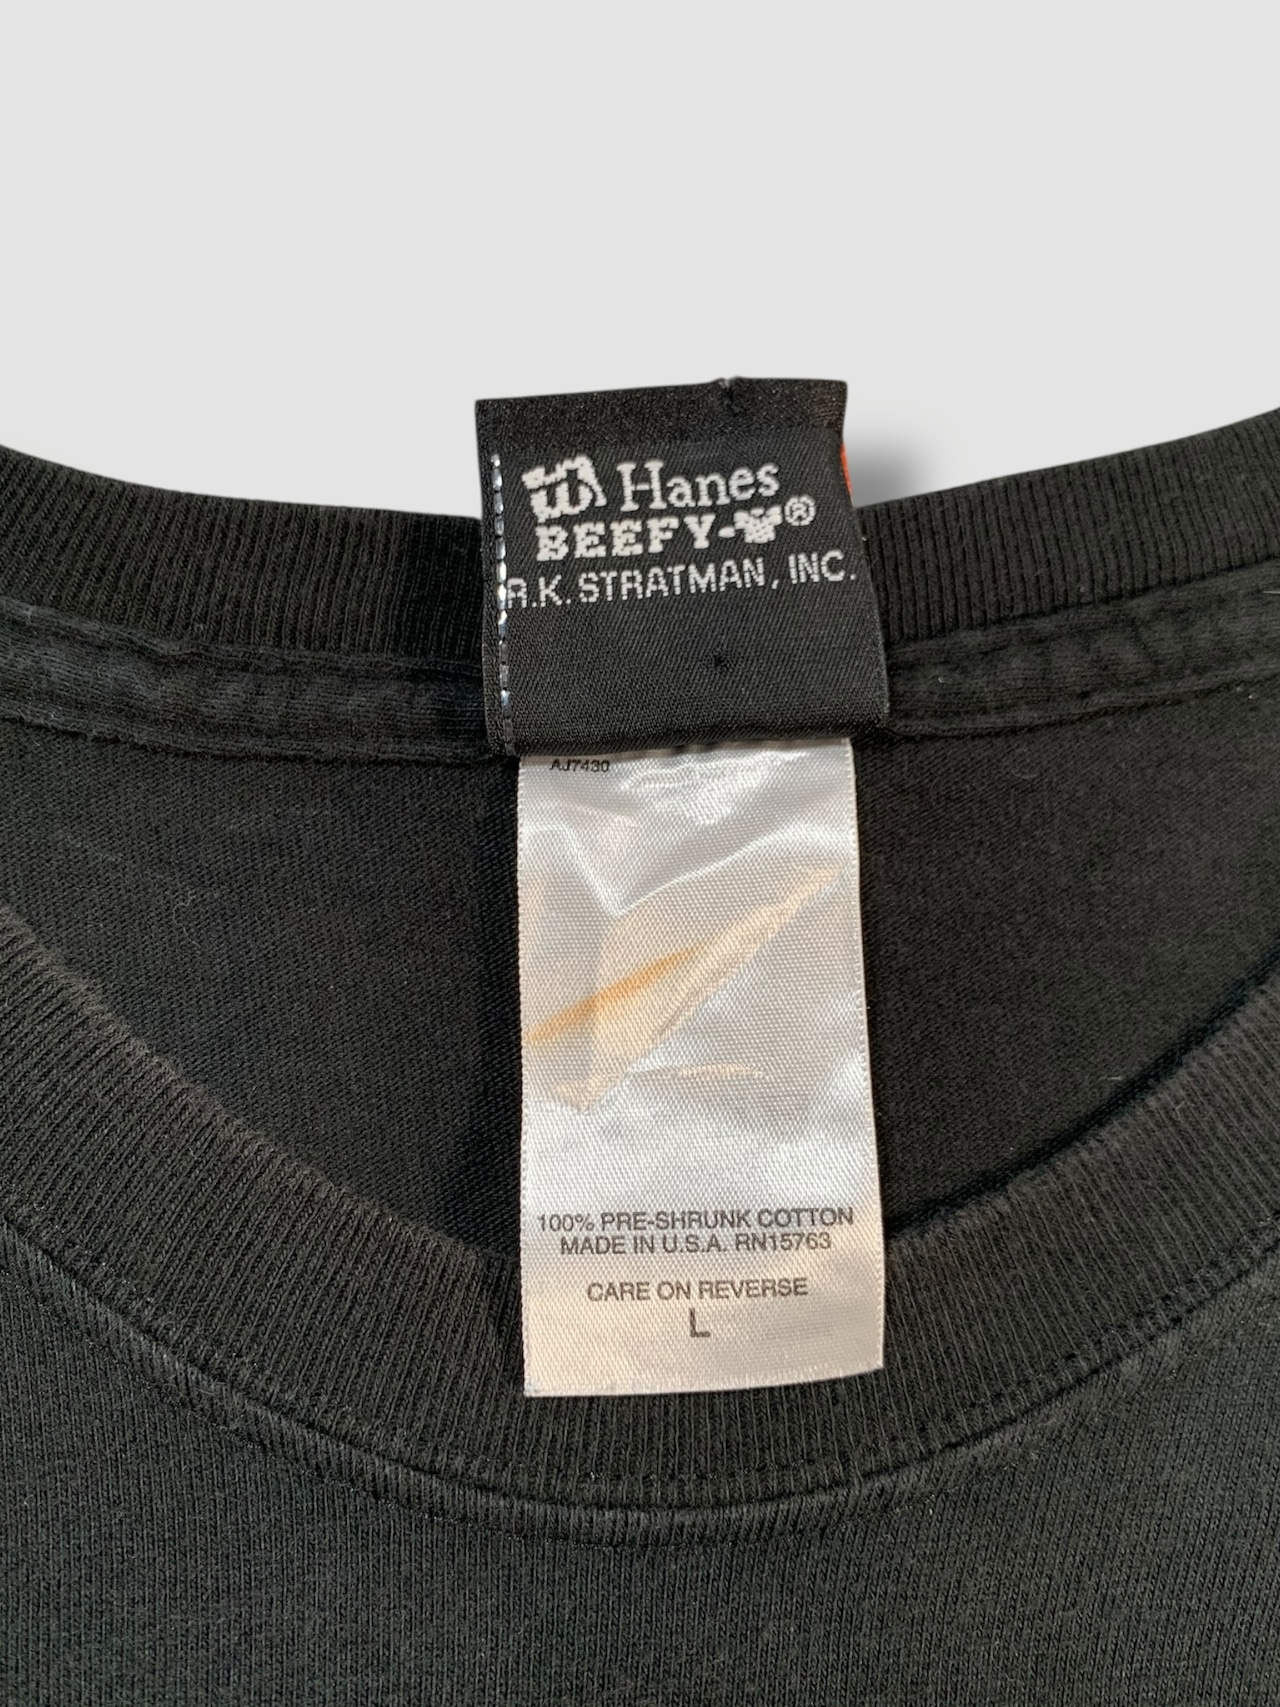 Hanes
BEEFY-T®
R.K. STRATMAN, INC.
AJ7430
100% PRE-SHRUNK COTTON
MADE IN U.S.A. RN15763
CARE ON REVERSE
L